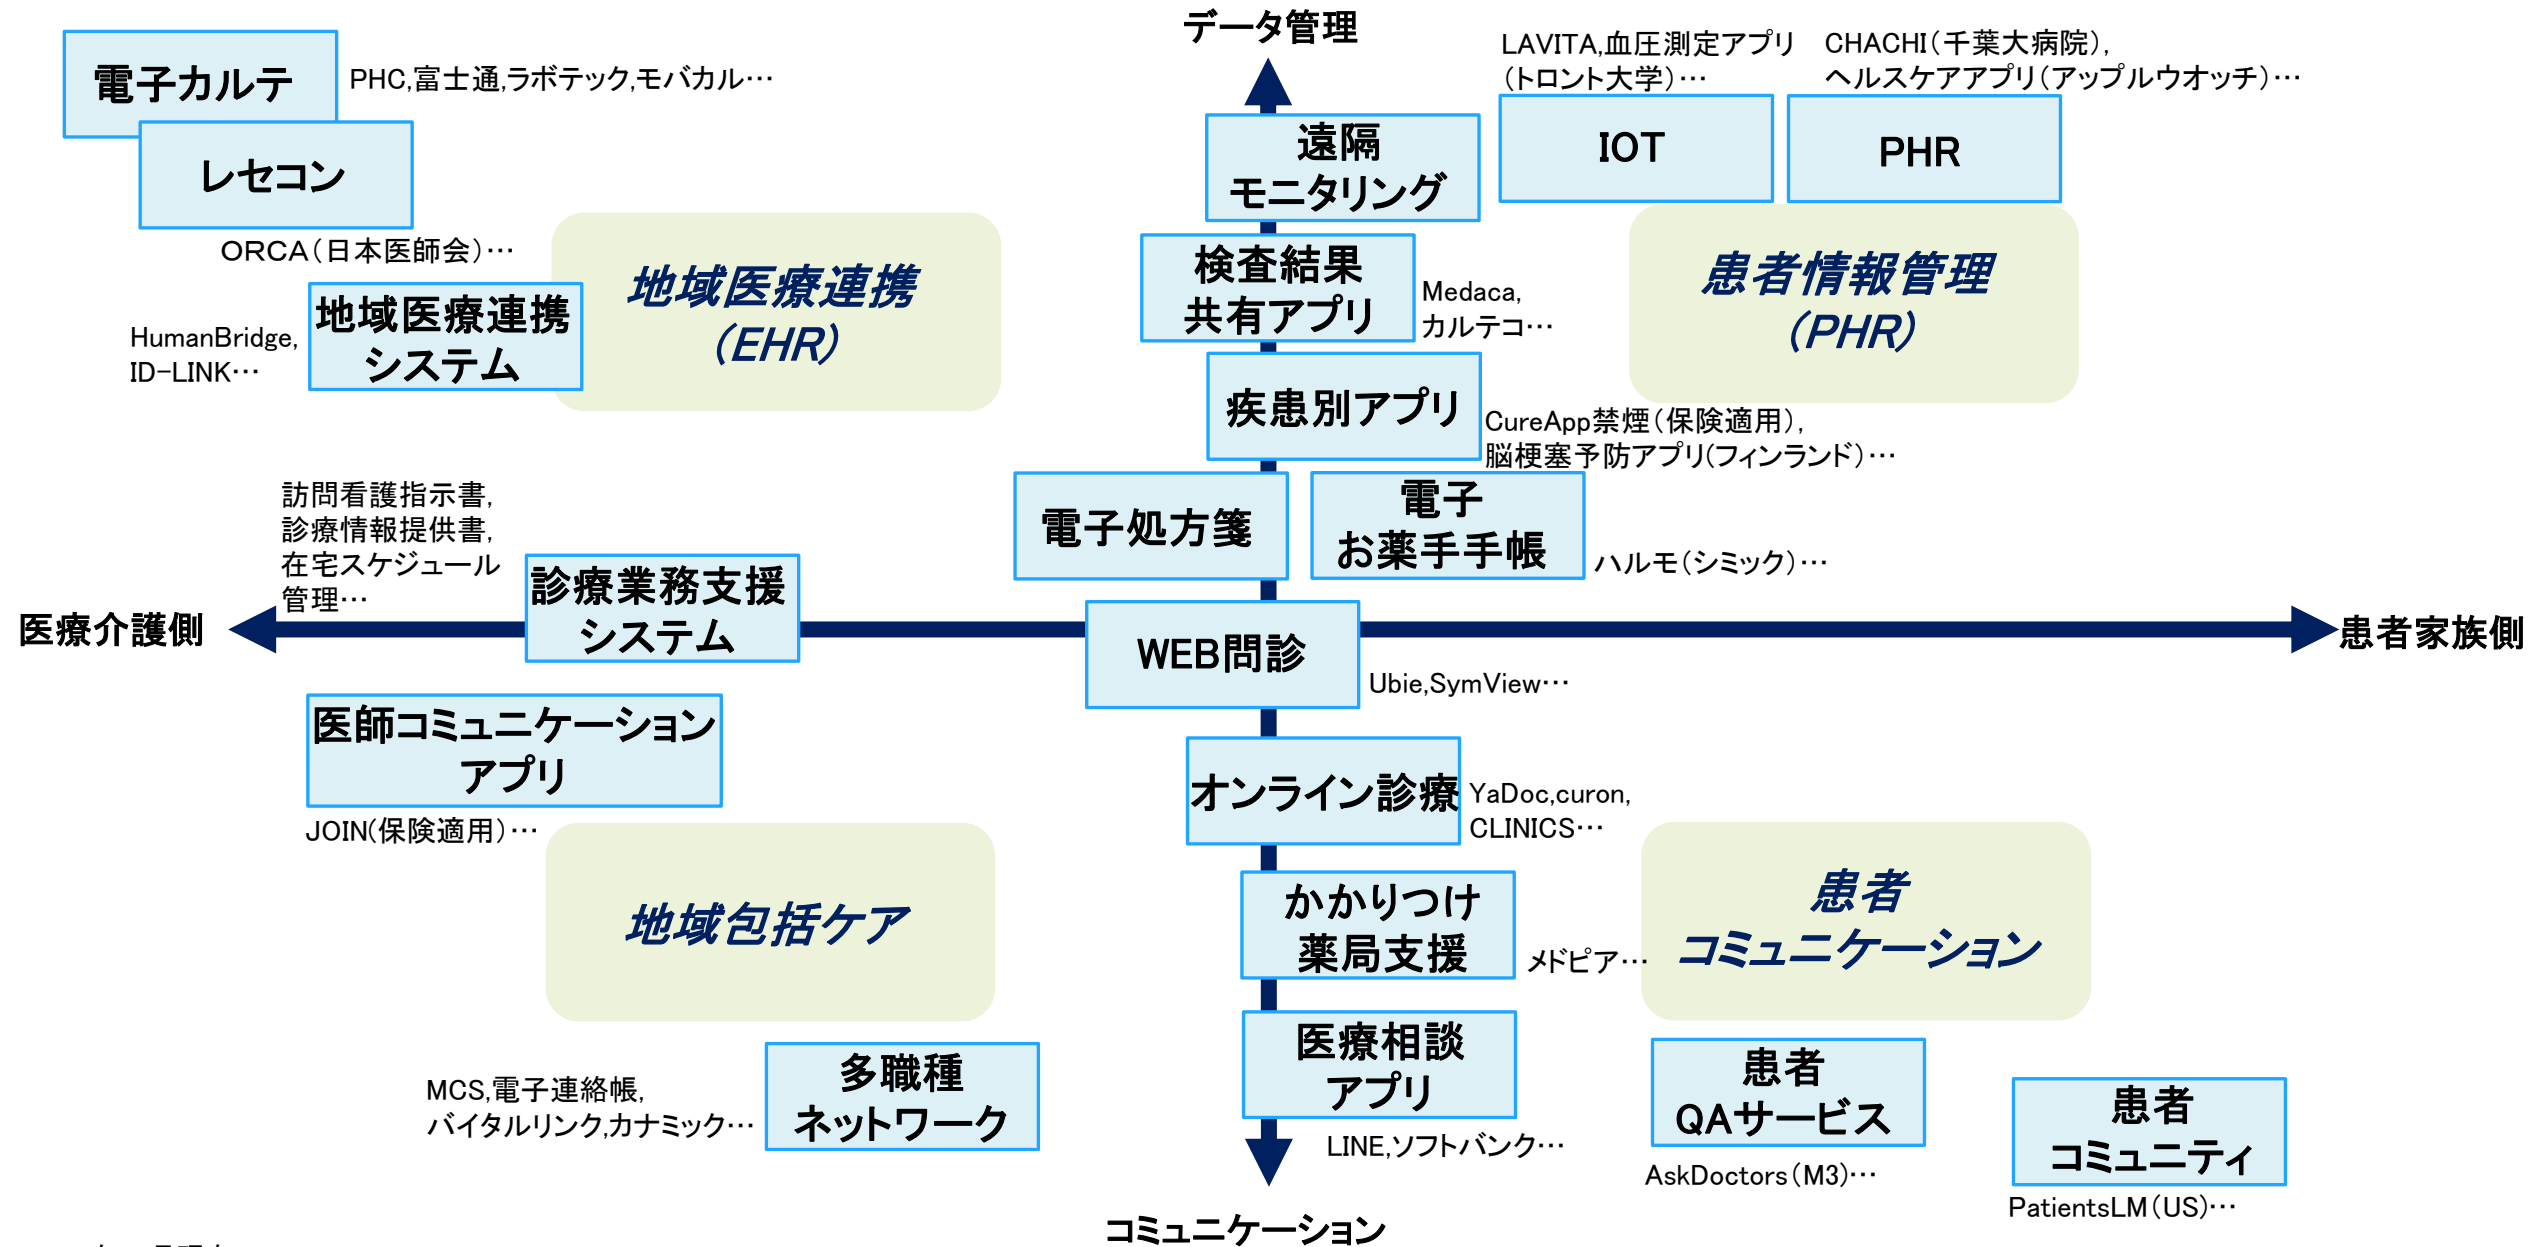 データ管理
電子カルテ
PHC,富士通,ラボテック,モバカル…
レセコン
ORCA（日本医師会）…
地域医療連携
（EHR）
地域医療連携
システム
HumanBridge,
ID-LINK…
遠隔
モニタリング
LAVITA,血圧測定アプリ
（トロント大学）…
IOT
CHACHI（千葉大病院）,
ヘルスケアアプリ（アップルウオッチ）…
PHR
検査結果
共有アプリ
Medaca,
カルテコ…
患者情報管理
（PHR）
疾患別アプリ
CureApp禁煙（保険適用）,
脳梗塞予防アプリ(フィンランド）…
電子処方箋
電子
お薬手手帳
ハルモ（シミック）…
訪問看護指示書,
診療情報提供書,
在宅スケジュール
管理…
診療業務支援
システム
医療介護側
WEB問診
Ubie,SymView…
患者家族側
医師コミュニケーション
アプリ
JOIN(保険適用）…
オンライン診療
YaDoc,curon,
CLINICS…
地域包括ケア
かかりつけ
薬局支援
メドピア…
患者
コミュニケーション
MCS,電子連絡帳,
バイタルリンク,カナミック…
多職種
ネットワーク
医療相談
アプリ
LINE,ソフトバンク…
患者
QAサービス
AskDoctors（M3)…
患者
コミュニティ
PatientsLM（US)…
コミュニケーション